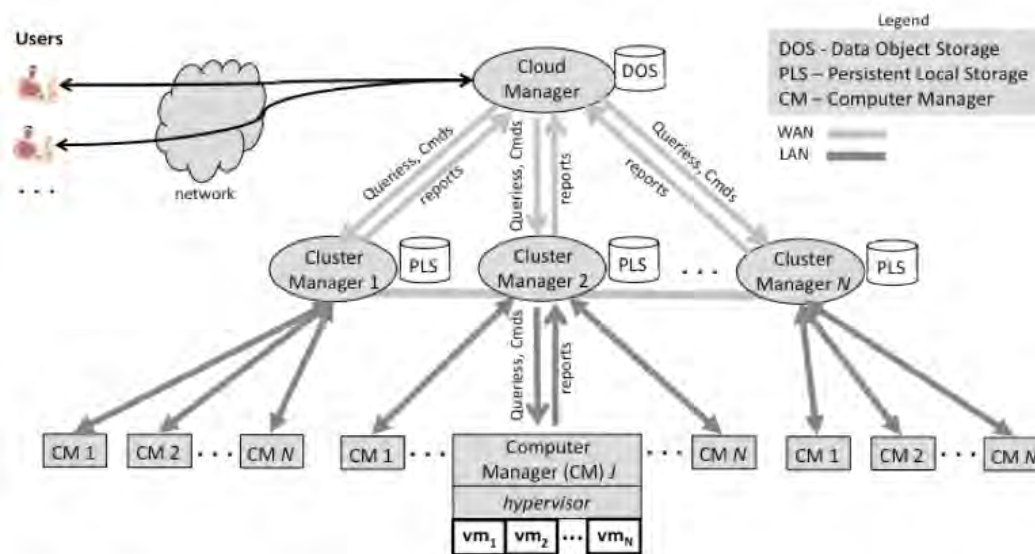 Legend
DOS - Data Object Storage
PLS – Persistent Local Storage
CM – Computer Manager
WAN
LAN
Users
. . .
network
Cloud
Manager
DOS
Queriess, Cmds
reports
Queriess, Cmds
reports
Queriess, Cmds
reports
Cluster
Manager 1
PLS
Cluster
Manager 2
PLS
. . .
Cluster
Manager N
PLS
Queriess, Cmds
reports
CM 1
CM 2
. . .
CM N
CM 1
. . .
Computer
Manager (CM) J
. . .
CM N
CM 1
CM 2
. . .
CM N
hypervisor
vm1 vm2 ... vmN